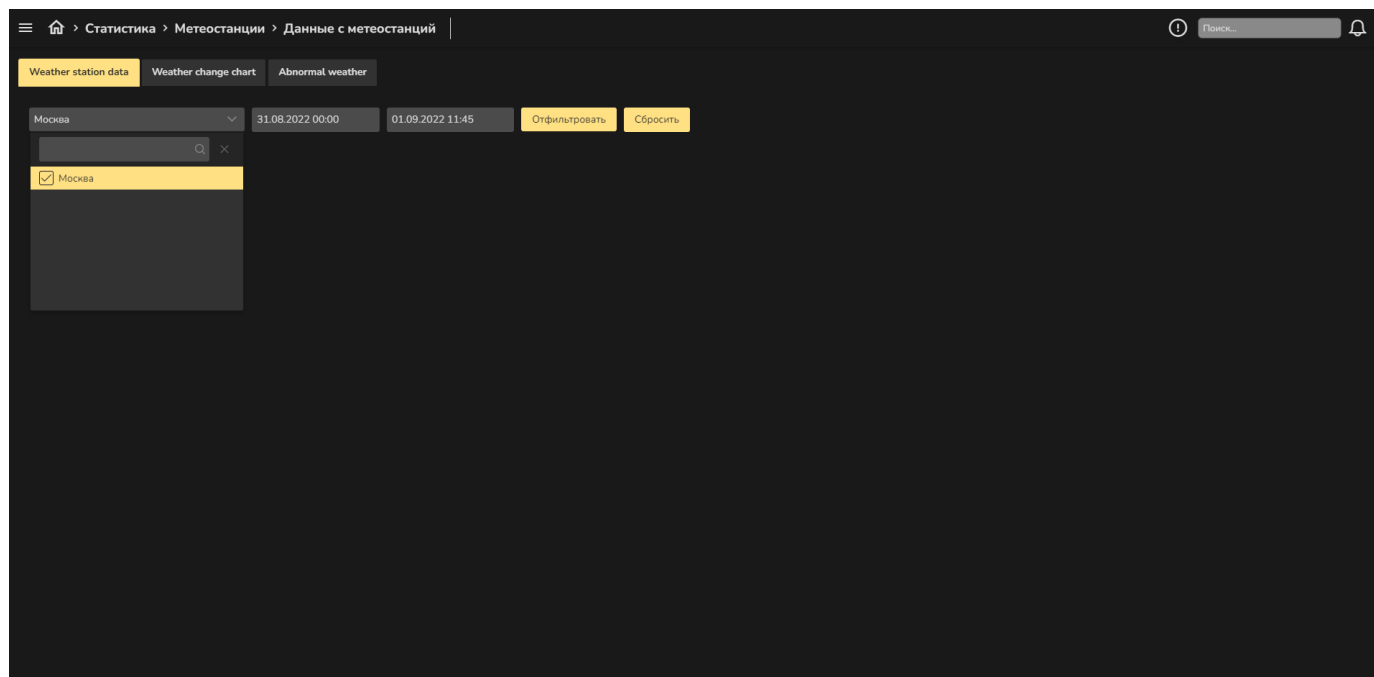 Статистика > Метеостанции > Данные с метеостанций
Поиск...
Weather station data Weather change chart Abnormal weather
Москва 31.08.2022 00:00 01.09.2022 11:45 Отфильтровать Сбросить
Москва